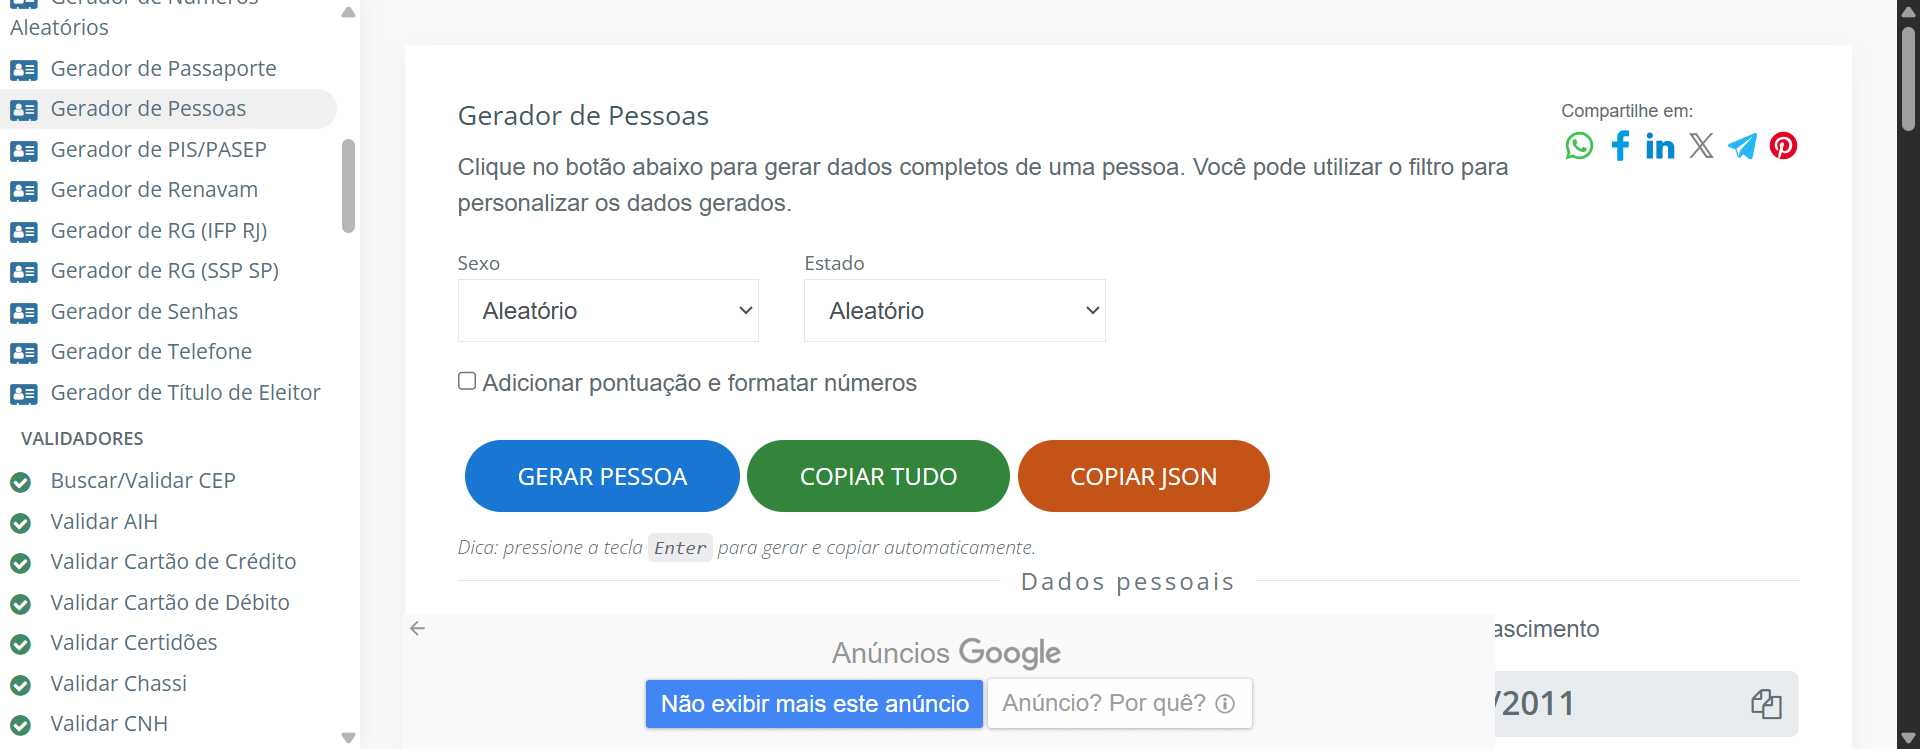 Gerador de Números
Aleatórios
Gerador de Passaporte
Gerador de Pessoas
Gerador de PIS/PASEP
Gerador de Renavam
Gerador de RG (IFP RJ)
Gerador de RG (SSP SP)
Gerador de Senhas
Gerador de Telefone
Gerador de Título de Eleitor
VALIDADORES
Buscar/Validar CEP
Validar AIH
Validar Cartão de Crédito
Validar Cartão de Débito
Validar Certidões
Validar Chassi
Validar CNH
Gerador de Pessoas
Compartilhe em:
Clique no botão abaixo para gerar dados completos de uma pessoa. Você pode utilizar o filtro para
personalizar os dados gerados.
Sexo
Estado
Aleatório
Aleatório
Adicionar pontuação e formatar números
GERAR PESSOA
COPIAR TUDO
COPIAR JSON
Dica: pressione a tecla Enter para gerar e copiar automaticamente.
Dados pessoais
ascimento
Anúncios Google
Não exibir mais este anúncio
Anúncio? Por quê?
/2011